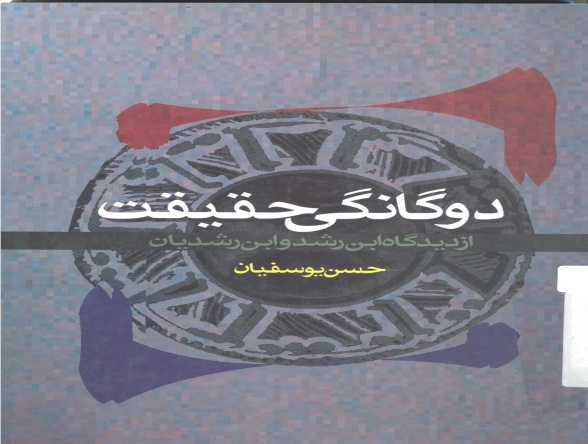 دوگانگی حقیقت
از دیدگاه ابن رشد و ابن رشدیان
حسن یوسفیان